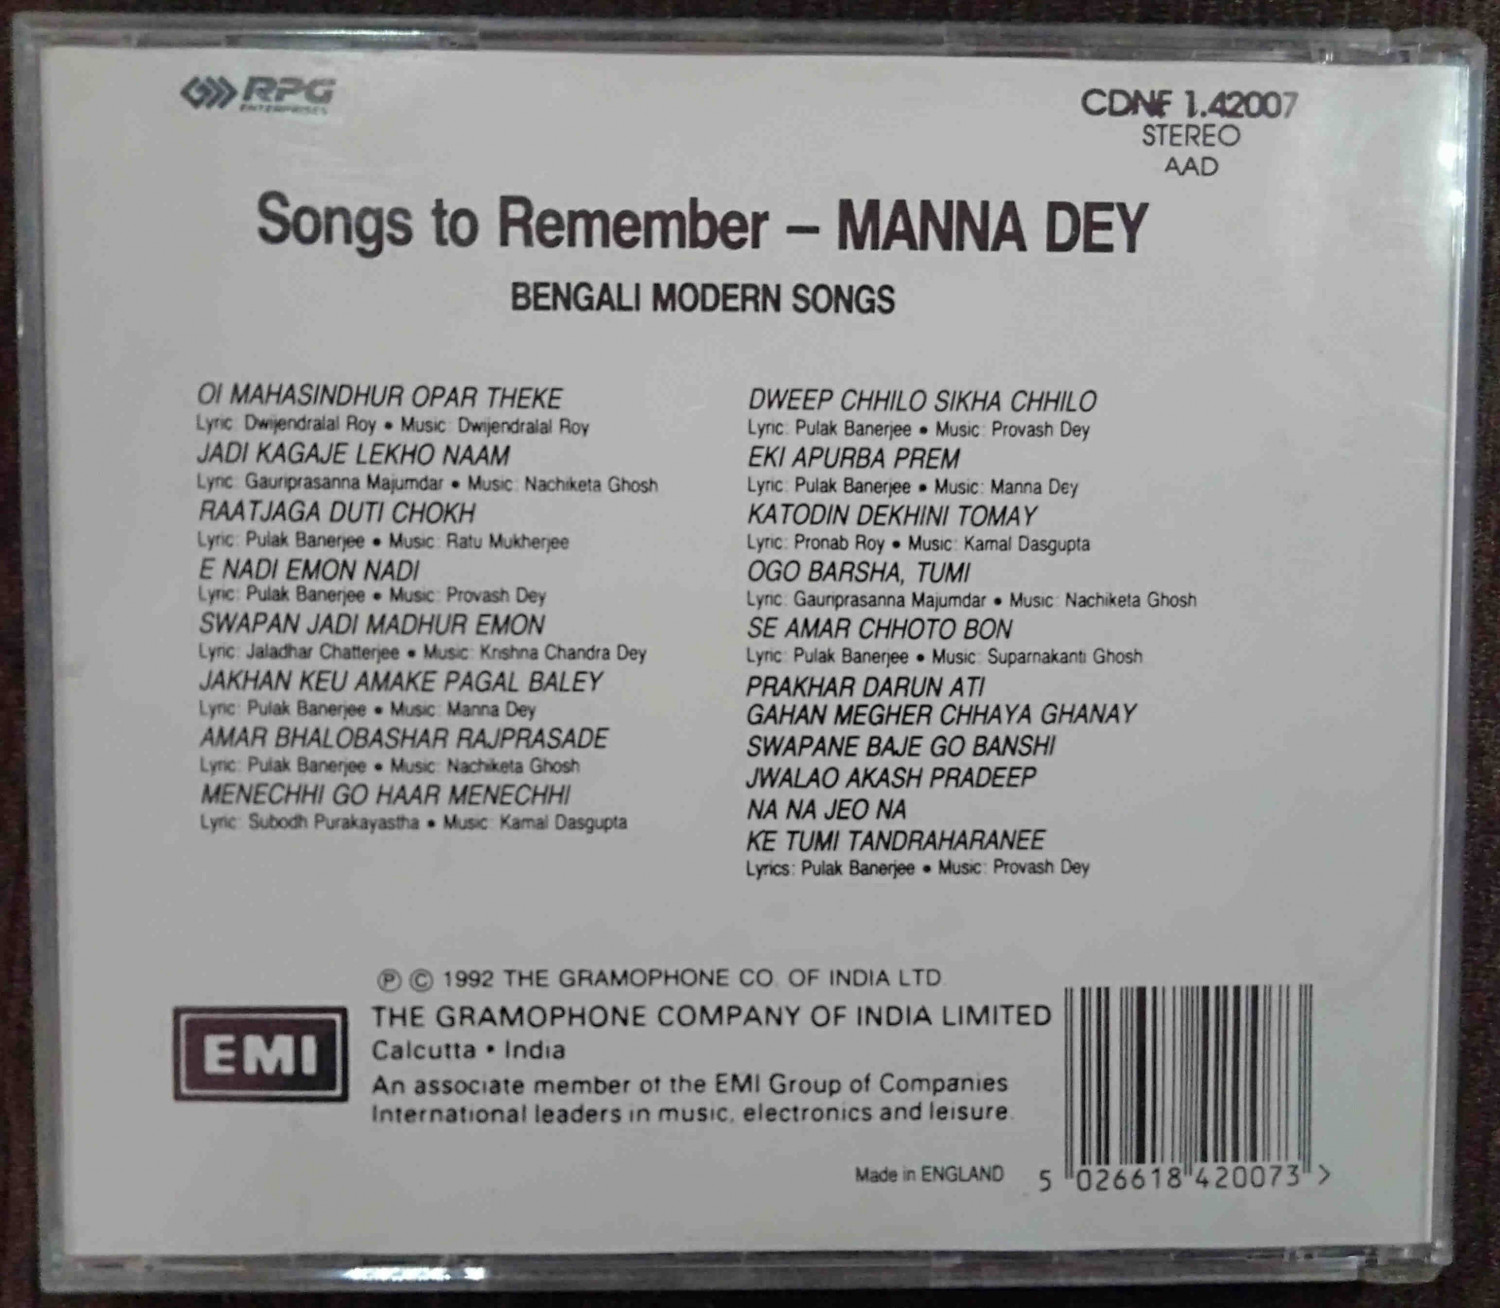 RPG
ENTERPRISES
CDNF 1.42007
STEREO
AAD
Songs to Remember – MANNA DEY
BENGALI MODERN SONGS
OI MAHASINDHUR OPAR THEKE
Lyric: Dwijendralal Roy • Music: Dwijendralal Roy
JADI KAGAJE LEKHO NAAM
Lyric: Gauriprasanna Majumdar • Music: Nachiketa Ghosh
RAATJAGA DUTI CHOKH
Lyric: Pulak Banerjee • Music: Ratu Mukherjee
E NADI EMON NADI
Lyric: Pulak Banerjee • Music: Provash Dey
SWAPAN JADI MADHUR EMON
Lyric: Jaladhar Chatterjee • Music: Krishna Chandra Dey
JAKHAN KEU AMAKE PAGAL BALEY
Lyric: Pulak Banerjee • Music: Manna Dey
AMAR BHALOBASHAR RAJPRASADE
Lyric: Pulak Banerjee • Music: Nachiketa Ghosh
MENECHHI GO HAAR MENECHHI
Lyric: Subodh Purakayastha • Music: Kamal Dasgupta
DWEEP CHHILO SIKHA CHHILO
Lyric: Pulak Banerjee • Music: Provash Dey
EKI APURBA PREM
Lyric: Pulak Banerjee • Music: Manna Dey
KATODIN DEKHINI TOMAY
Lyric: Pronab Roy • Music: Kamal Dasgupta
OGO BARSHA, TUMI
Lyric: Gauriprasanna Majumdar • Music: Nachiketa Ghosh
SE AMAR CHHOTO BON
Lyric: Pulak Banerjee • Music: Suparnakanti Ghosh
PRAKHAR DARUN ATI
GAHAN MEGHER CHHAYA GHANAY
SWAPANE BAJE GO BANSHI
JWALAO AKASH PRADEEP
NA NA JEO NA
KE TUMI TANDRAHARANEE
Lyrics: Pulak Banerjee • Music: Provash Dey
Ⓟ © 1992 THE GRAMOPHONE CO. OF INDIA LTD.
EMI
THE GRAMOPHONE COMPANY OF INDIA LIMITED
Calcutta • India
An associate member of the EMI Group of Companies
International leaders in music, electronics and leisure.
Made in ENGLAND
5 026618 420073 >